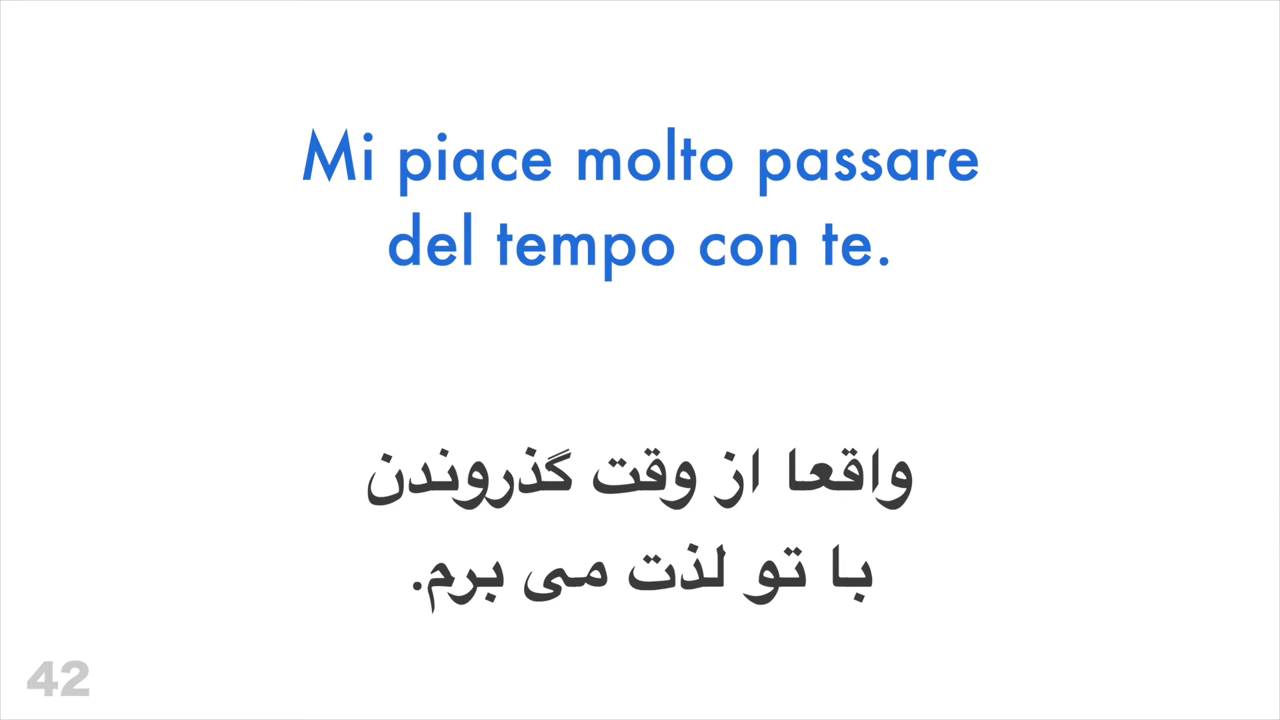 Mi piace molto passare
del tempo con te.
واقعا از وقت گذروندن
با تو لذت می برم.
42